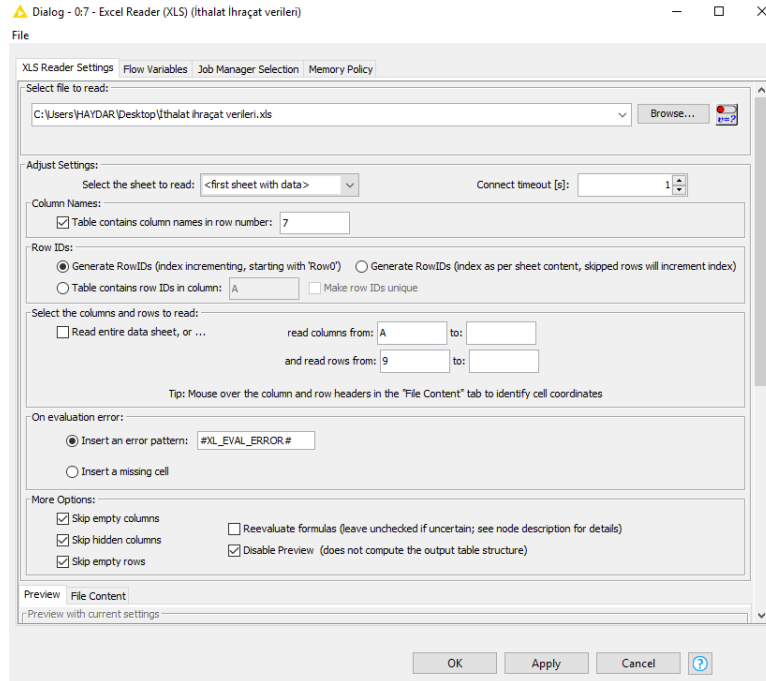 Dialog - 0:7 - Excel Reader (XLS) (İthalat İhraçat verileri)
File
XLS Reader Settings Flow Variables Job Manager Selection Memory Policy
Select file to read:
C:\Users\HAYDAR\Desktop\İthalat ihraçat verileri.xls Browse... v=?
Adjust Settings:
Select the sheet to read: <first sheet with data> Connect timeout [s]: 1
Column Names:
Table contains column names in row number: 7
Row IDs:
Generate RowIDs (index incrementing, starting with 'Row0') Generate RowIDs (index as per sheet content, skipped rows will increment index)
Table contains row IDs in column: A Make row IDs unique
Select the columns and rows to read:
Read entire data sheet, or ... read columns from: A to:
and read rows from: 9 to:
Tip: Mouse over the column and row headers in the "File Content" tab to identify cell coordinates
On evaluation error:
Insert an error pattern: #XL_EVAL_ERROR#
Insert a missing cell
More Options:
Skip empty columns
Reevaluate formulas (leave unchecked if uncertain; see node description for details)
Skip hidden columns
Disable Preview (does not compute the output table structure)
Skip empty rows
Preview File Content
Preview with current settings
OK Apply Cancel ?